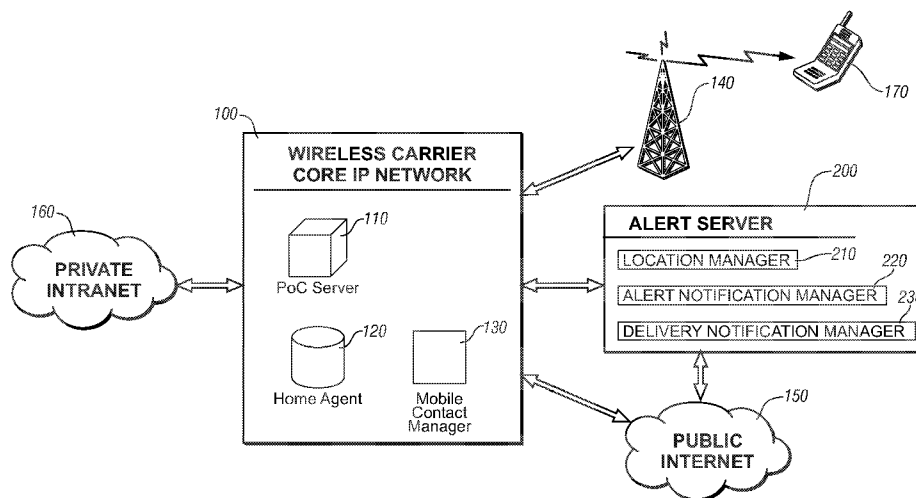 140
170
100
WIRELESS CARRIER
CORE IP NETWORK
200
ALERT SERVER
160
PRIVATE
INTRANET
110
PoC Server
LOCATION MANAGER
210
220
ALERT NOTIFICATION MANAGER
230
DELIVERY NOTIFICATION MANAGER
120
Home Agent
130
Mobile
Contact
Manager
150
PUBLIC
INTERNET